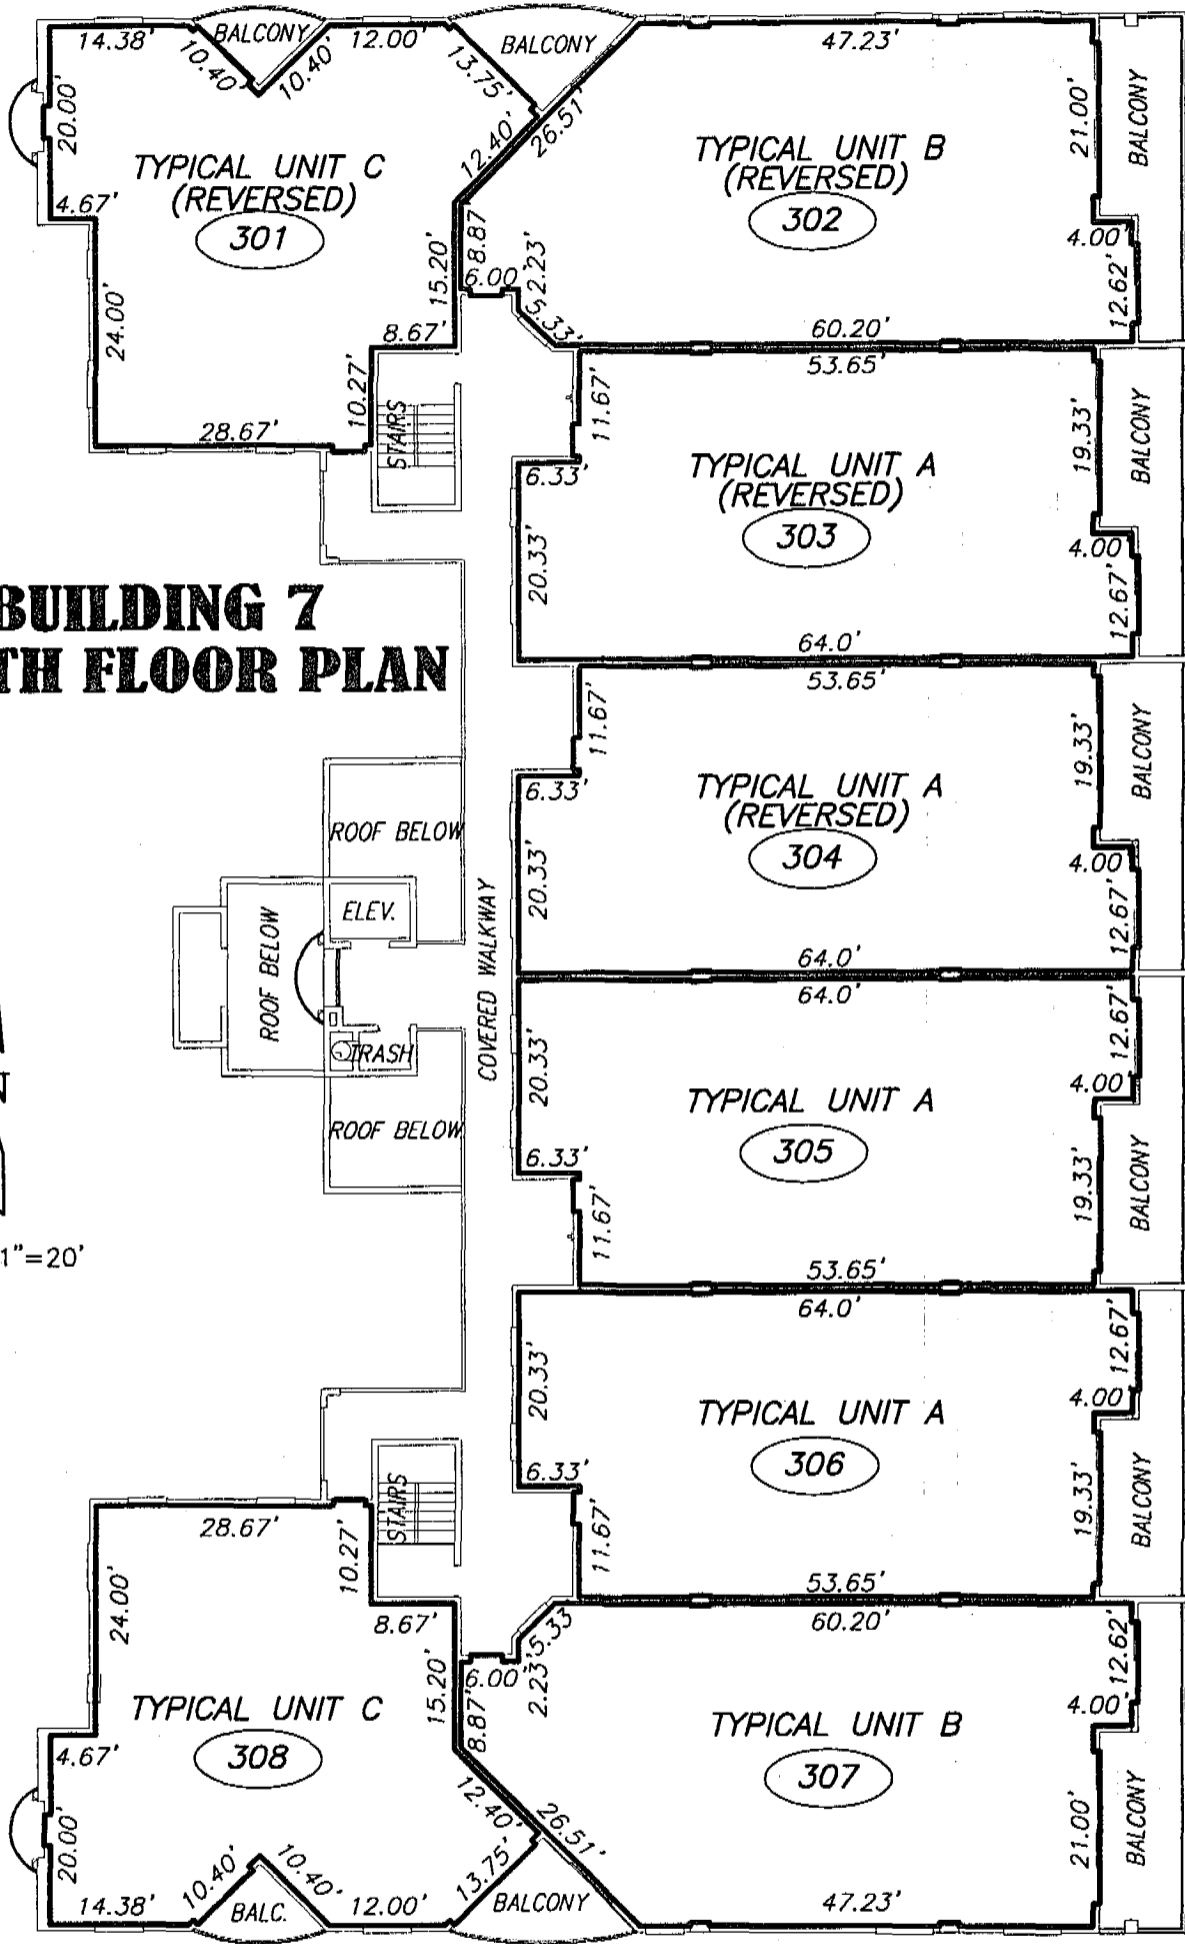 14.38'
BALCONY
12.00'
BALCONY
47.23'
10.40'
10.40'
13.75'
20.00'
12.40'
26.51'
21.00'
BALCONY
TYPICAL UNIT C
(REVERSED)
301
TYPICAL UNIT B
(REVERSED)
302
4.67'
8.87
4.00'
6.00'
2.23'
15.20'
12.62'
24.00'
5.33'
8.67'
60.20'
53.65'
10.27'
11.67'
STAIRS
28.67'
19.33'
BALCONY
6.33'
TYPICAL UNIT A
(REVERSED)
303
4.00'
20.33'
12.67'
64.0'
BUILDING 7
TH FLOOR PLAN
53.65'
11.67'
19.33'
BALCONY
6.33'
TYPICAL UNIT A
(REVERSED)
304
ROOF BELOW
4.00'
20.33'
ELEV.
12.67'
COVERED WALKWAY
64.0'
ROOF BELOW
64.0'
12.67'
20.33'
TRASH
4.00'
TYPICAL UNIT A
305
ROOF BELOW
6.33'
19.33'
BALCONY
11.67'
1"=20'
53.65'
64.0'
12.67'
20.33'
4.00'
TYPICAL UNIT A
306
6.33'
19.33'
BALCONY
STAIRS
28.67'
10.27'
11.67'
53.65'
24.00'
8.67'
60.20'
5.33
12.62'
15.20'
6.00'
2.23'
4.00'
TYPICAL UNIT C
308
TYPICAL UNIT B
307
4.67'
8.87'
12.40'
26.51'
20.00'
21.00'
BALCONY
10.40'
10.40'
13.75'
14.38'
BALC.
12.00'
BALCONY
47.23'